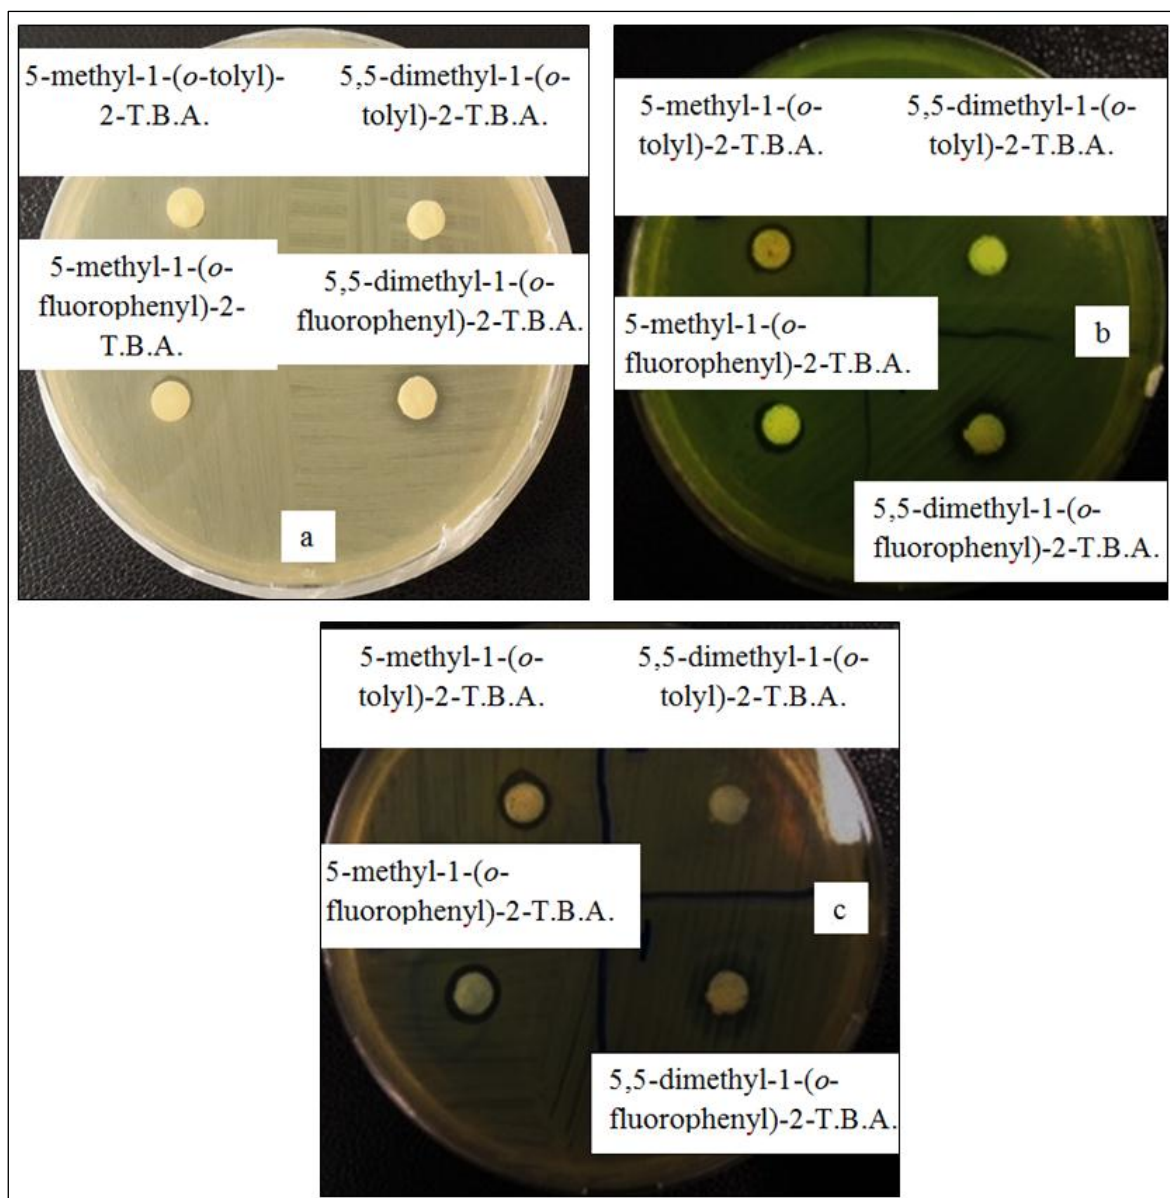 5-methyl-1-(o-tolyl)-
2-T.B.A.
5,5-dimethyl-1-(o-
tolyl)-2-T.B.A.
5-methyl-1-(o-
fluorophenyl)-2-
T.B.A.
5,5-dimethyl-1-(o-
fluorophenyl)-2-T.B.A.
a
5-methyl-1-(o-
tolyl)-2-T.B.A.
5,5-dimethyl-1-(o-
tolyl)-2-T.B.A.
5-methyl-1-(o-
fluorophenyl)-2-T.B.A.
b
5,5-dimethyl-1-(o-
fluorophenyl)-2-T.B.A.
5-methyl-1-(o-
tolyl)-2-T.B.A.
5,5-dimethyl-1-(o-
tolyl)-2-T.B.A.
5-methyl-1-(o-
fluorophenyl)-2-T.B.A.
c
5,5-dimethyl-1-(o-
fluorophenyl)-2-T.B.A.